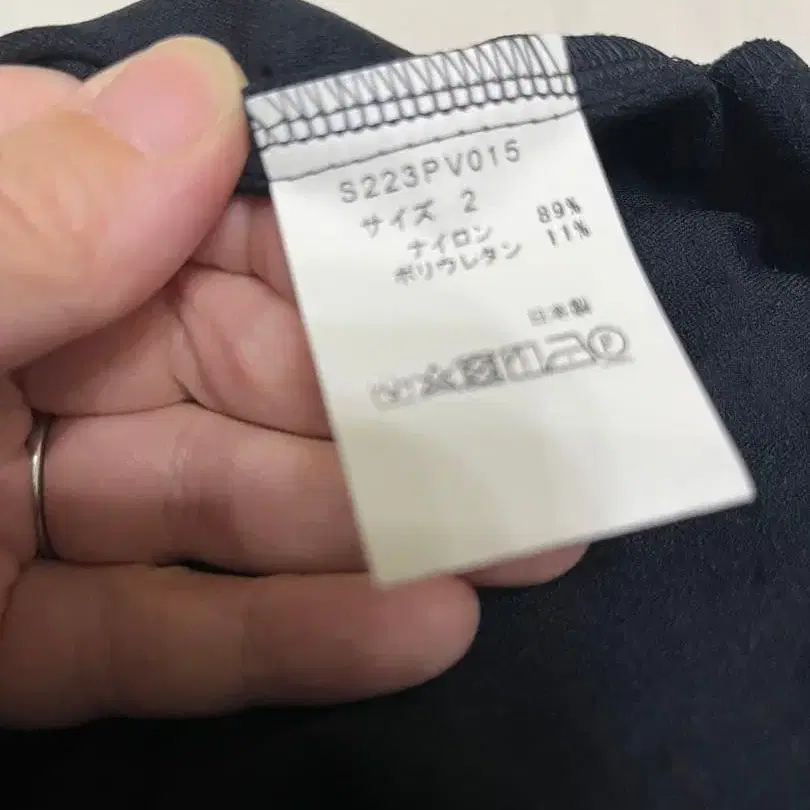 S223PV015
サイズ 2
ナイロン 89%
ポリウレタン 11%
日本製